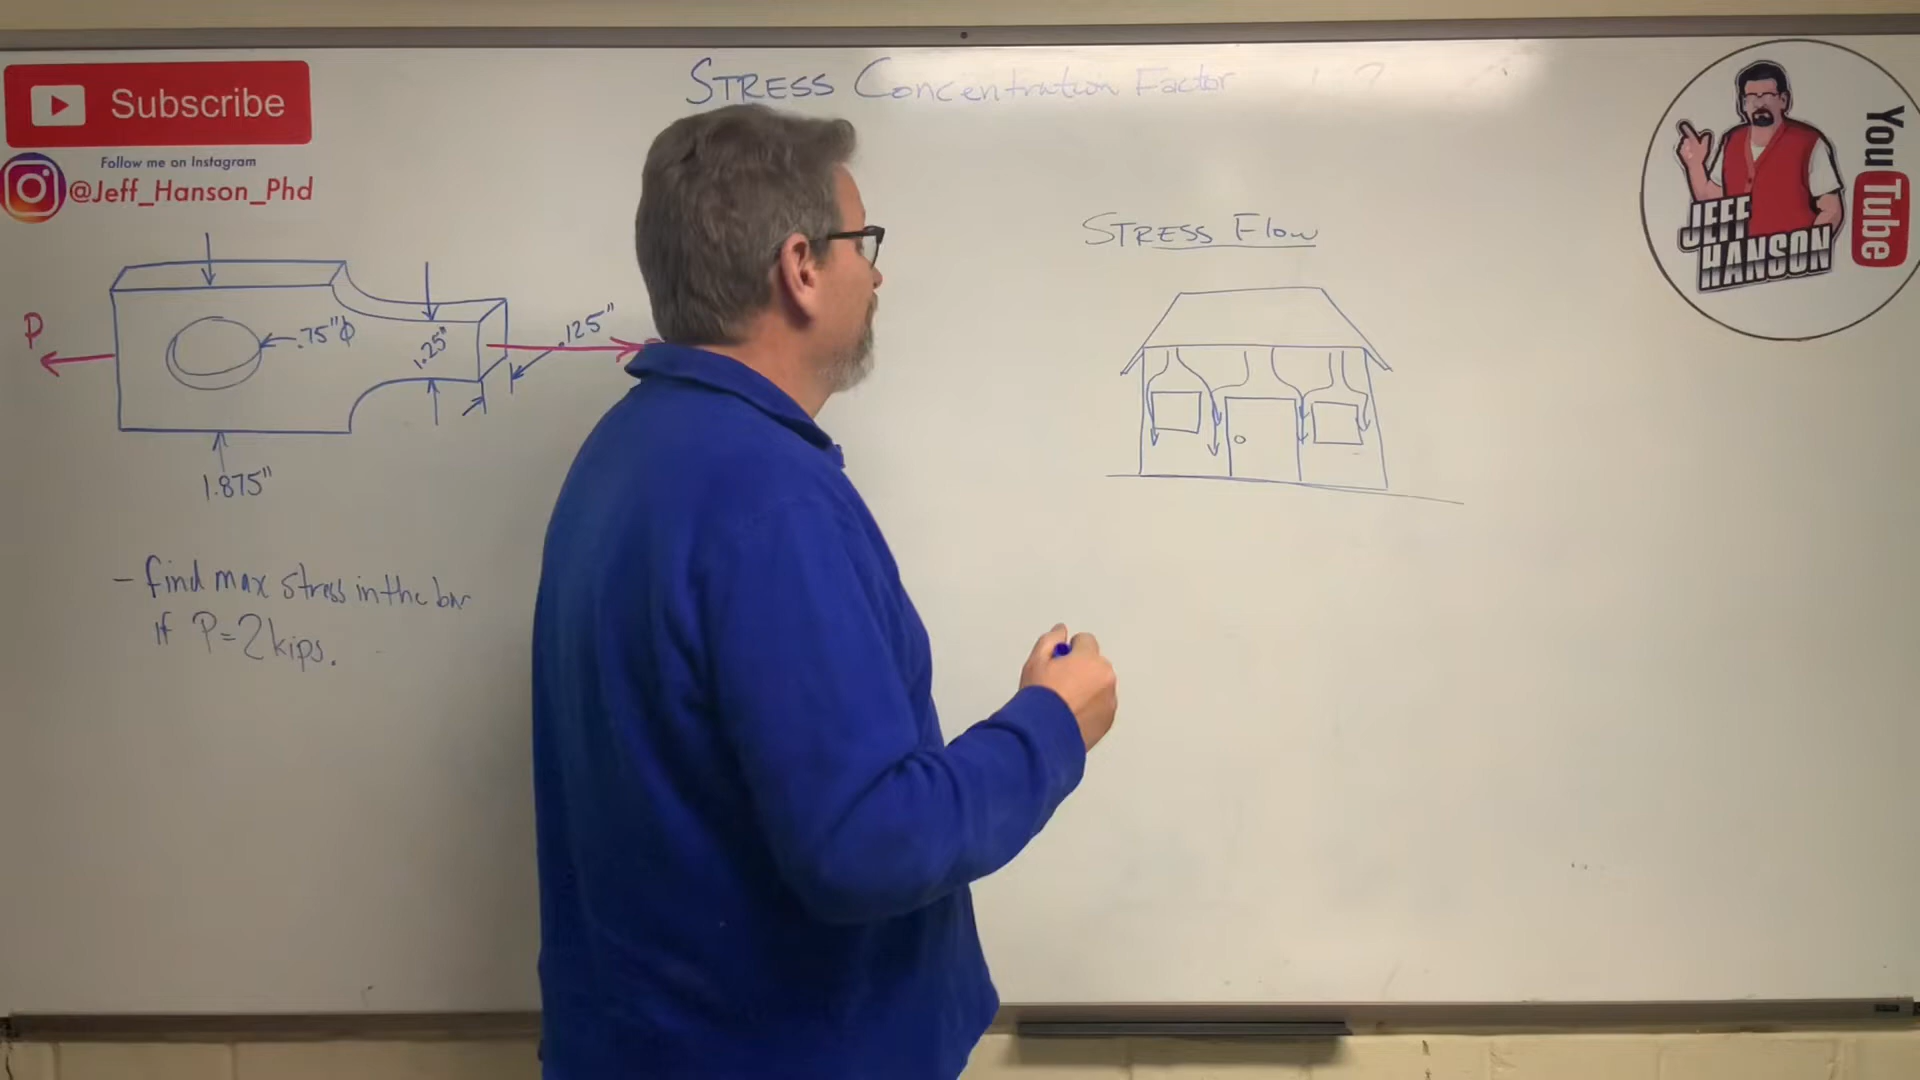 Subscribe
Follow me on Instagram
@Jeff_Hanson_Phd
STRESS Concentration Factor
YouTube
JEFF
HANSON
STRESS Flow
P
.75"ϕ
1.25"
.125"
1.875"
- find max stress in the bar
if P=2kips.